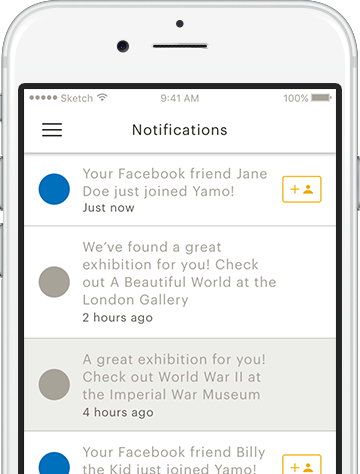 Sketch 9:41 AM 100%
Notifications
Your Facebook friend Jane
Doe just joined Yamo!
Just now
We’ve found a great
exhibition for you! Check
out A Beautiful World at the
London Gallery
2 hours ago
A great exhibition for you!
Check out World War II at
the Imperial War Museum
4 hours ago
Your Facebook friend Billy
the Kid just joined Yamo!